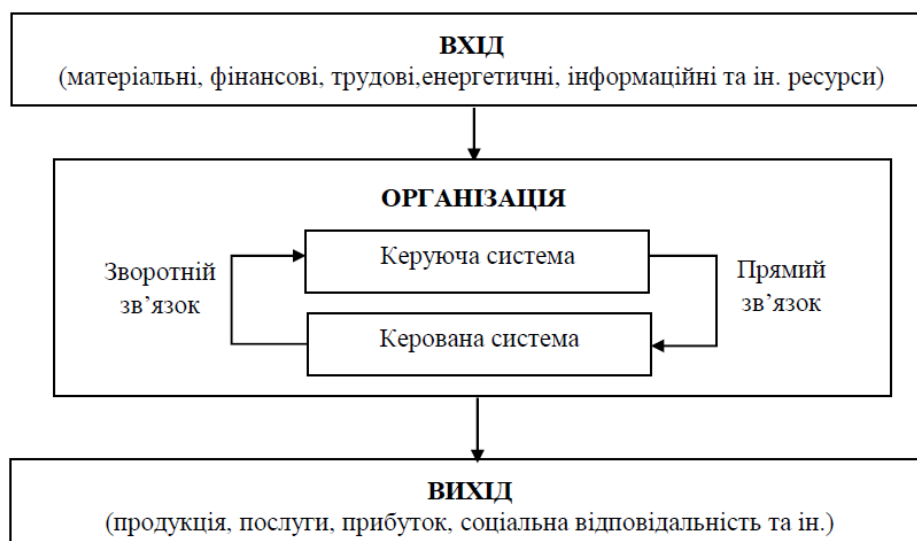 ВХІД
(матеріальні, фінансові, трудові,енергетичні, інформаційні та ін. ресурси)
ОРГАНІЗАЦІЯ
Керуюча система
Зворотній
зв’язок
Прямий
зв’язок
Керована система
ВИХІД
(продукція, послуги, прибуток, соціальна відповідальність та ін.)